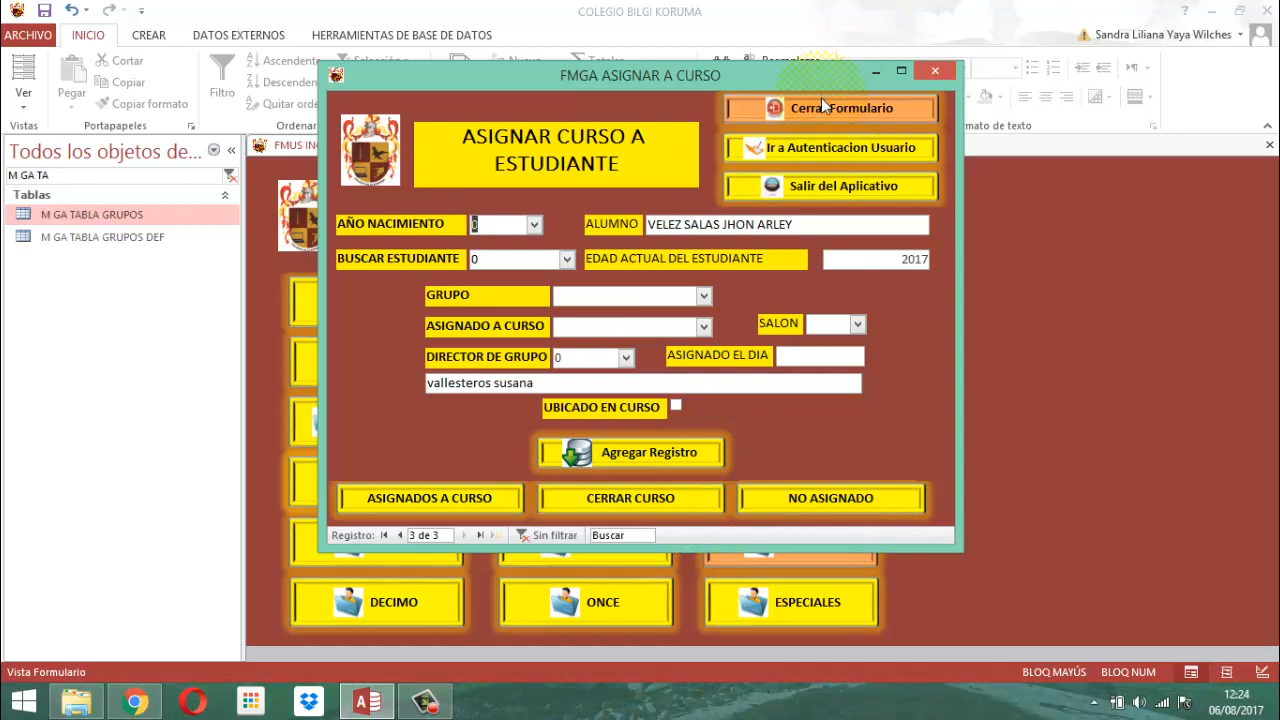 COLEGIO BILGI KORUMA
ARCHIVO INICIO CREAR DATOS EXTERNOS HERRAMIENTAS DE BASE DE DATOS
Sandra Liliana Yaya Wilches
Ver
Vistas
Pegar
Cortar
Copiar
Copiar formato
Portapapeles
Filtro
Ascendente
Quitar orden
FMGA ASIGNAR A CURSO
Todos los objetos de...
M GA TA
Tablas
M GA TABLA GRUPOS
M GA TABLA GRUPOS DEF
ASIGNAR CURSO A
ESTUDIANTE
Cerrar Formulario
Ir a Autenticacion Usuario
Salir del Aplicativo
AÑO NACIMIENTO 0
ALUMNO VELEZ SALAS JHON ARLEY
BUSCAR ESTUDIANTE 0
EDAD ACTUAL DEL ESTUDIANTE 2017
GRUPO
ASIGNADO A CURSO
SALON
DIRECTOR DE GRUPO 0
ASIGNADO EL DIA
vallesteros susana
UBICADO EN CURSO
Agregar Registro
ASIGNADOS A CURSO CERRAR CURSO NO ASIGNADO
Registro: 3 de 3 Sin filtrar Buscar
DECIMO ONCE ESPECIALES
Vista Formulario
BLOQ MAYÚS BLOQ NUM
12:24
06/08/2017